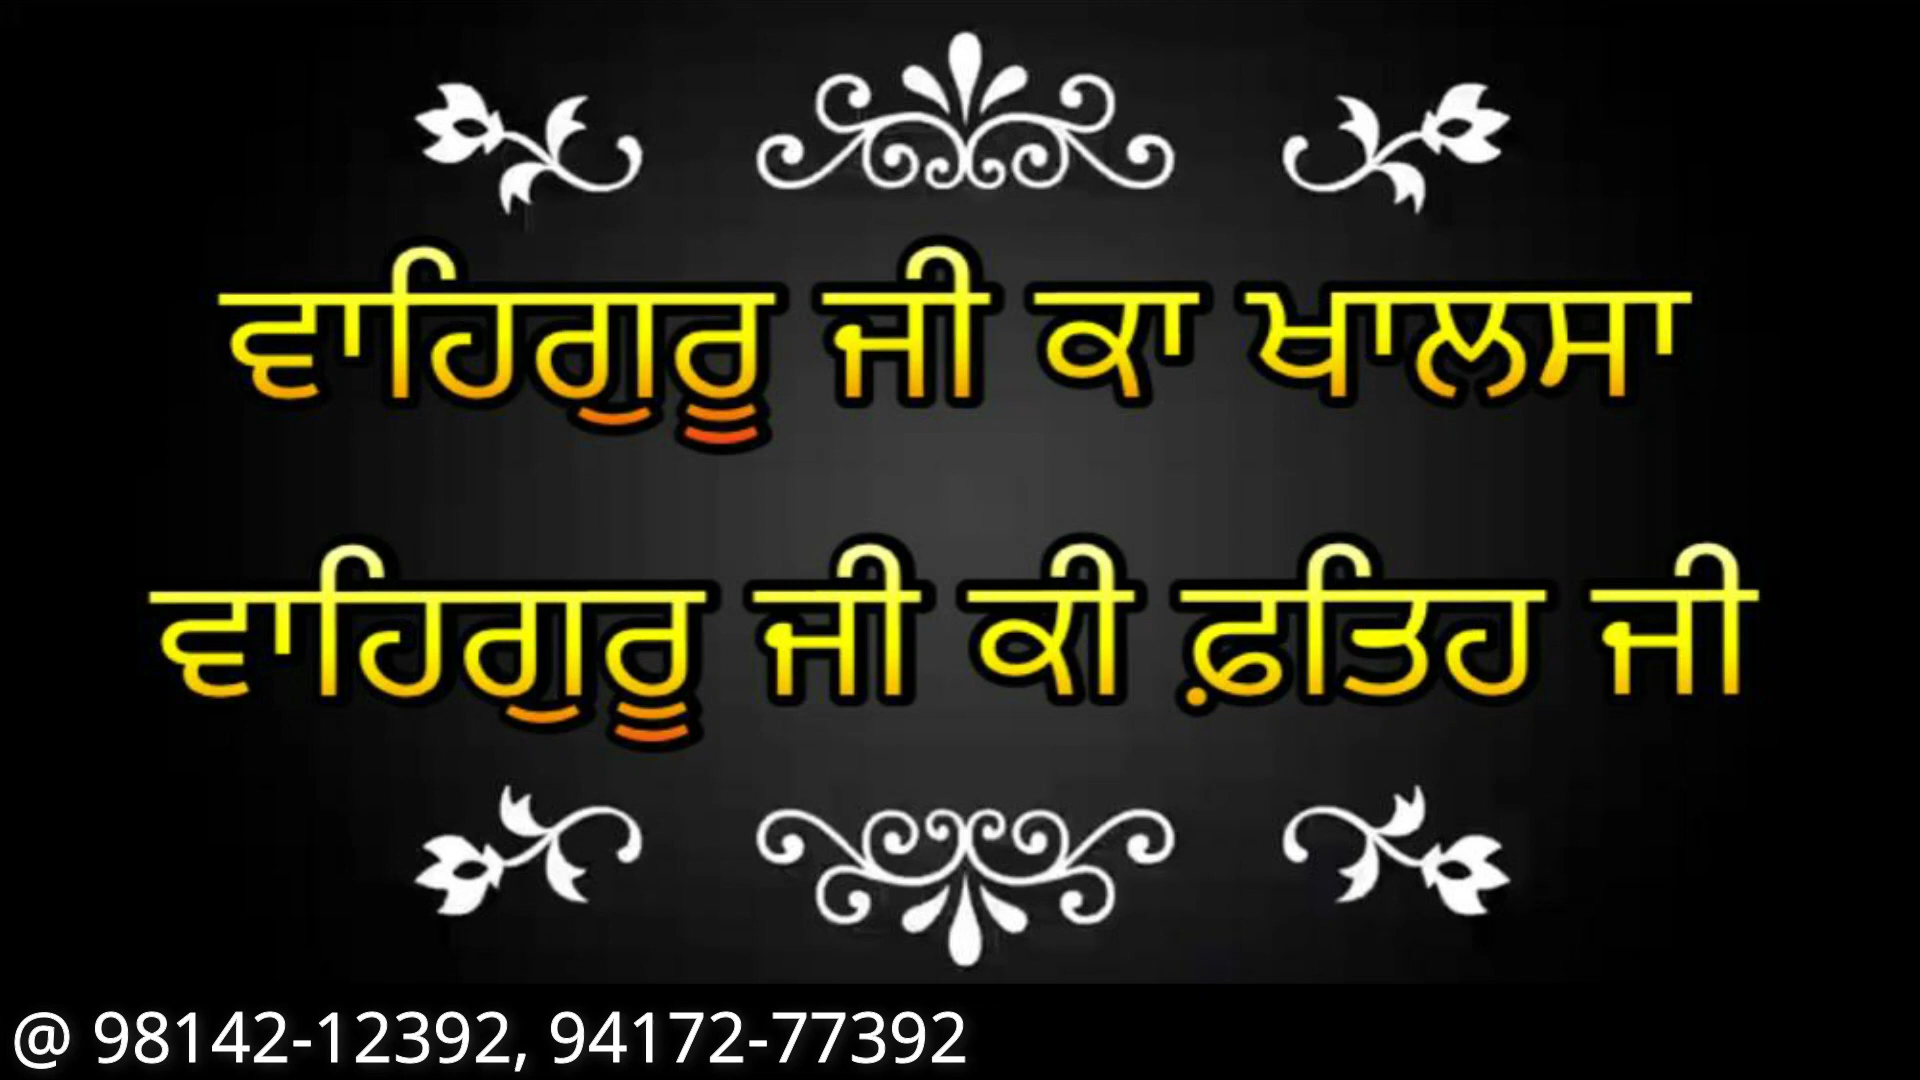 ਵਾਹਿਗੁਰੂ ਜੀ ਕਾ ਖਾਲਸਾ
ਵਾਹਿਗੁਰੂ ਜੀ ਕੀ ਫ਼ਤਿਹ ਜੀ
@ 98142-12392, 94172-77392